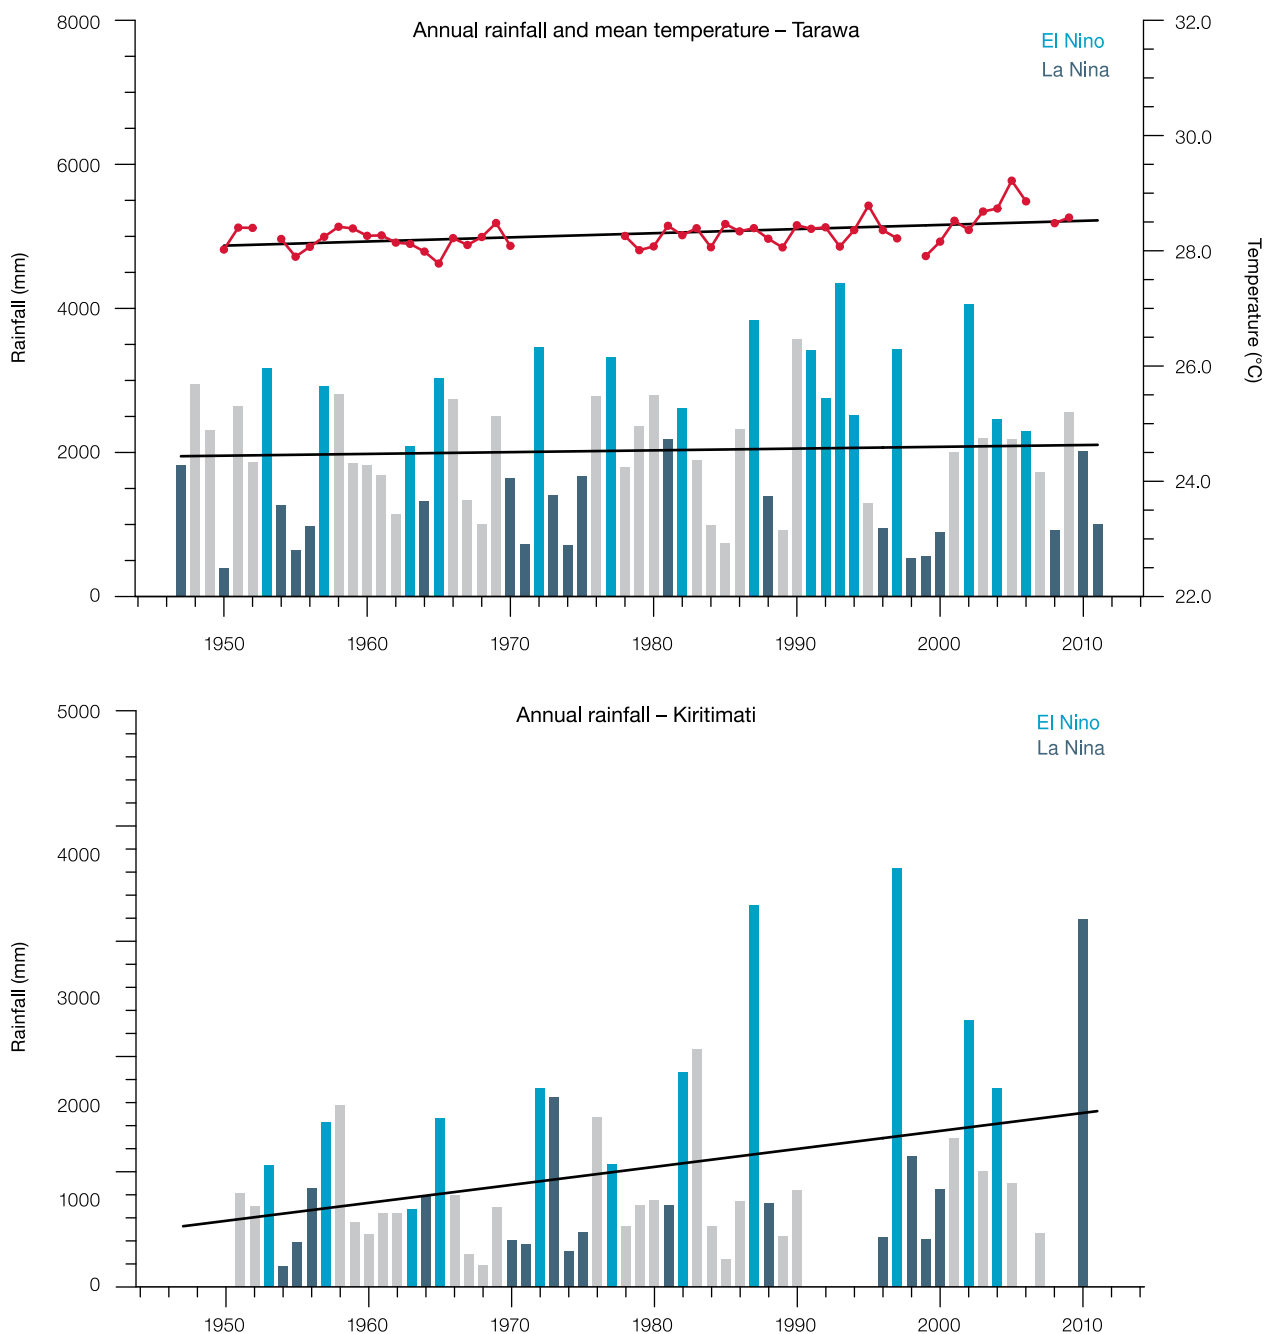 Annual rainfall and mean temperature – Tarawa
El Nino
La Nina
8000
6000
4000
2000
0
Rainfall (mm)
32.0
30.0
28.0
26.0
24.0
22.0
Temperature (°C)
1950 1960 1970 1980 1990 2000 2010
Annual rainfall – Kiritimati
El Nino
La Nina
5000
4000
3000
2000
1000
0
Rainfall (mm)
1950 1960 1970 1980 1990 2000 2010